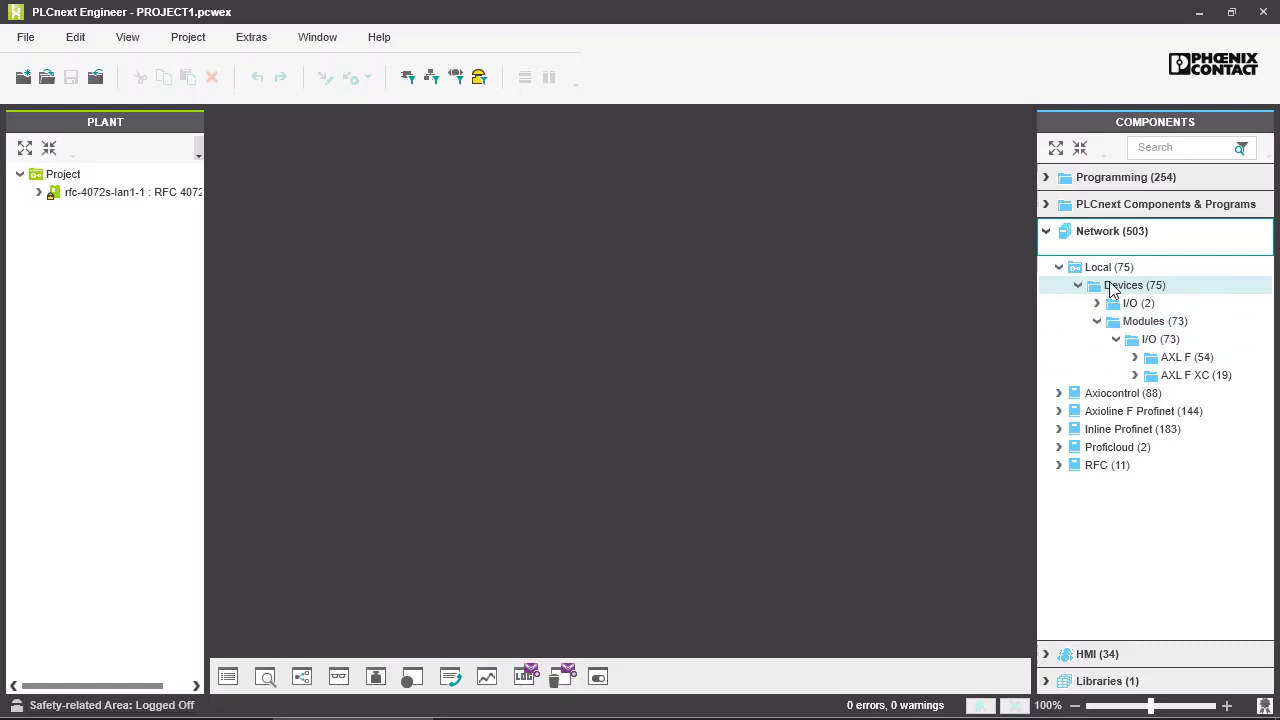 PLCnext Engineer - PROJECT1.pcwex
File Edit View Project Extras Window Help
PHŒNIX
CONTACT
PLANT
Project
rfc-4072s-lan1-1 : RFC 4072
LOG
Safety-related Area: Logged Off
0 errors, 0 warnings
100%
COMPONENTS
Search
Programming (254)
PLCnext Components & Programs
Network (503)
Local (75)
Devices (75)
I/O (2)
Modules (73)
I/O (73)
AXL F (54)
AXL F XC (19)
Axiocontrol (88)
Axioline F Profinet (144)
Inline Profinet (183)
Proficloud (2)
RFC (11)
HMI (34)
Libraries (1)